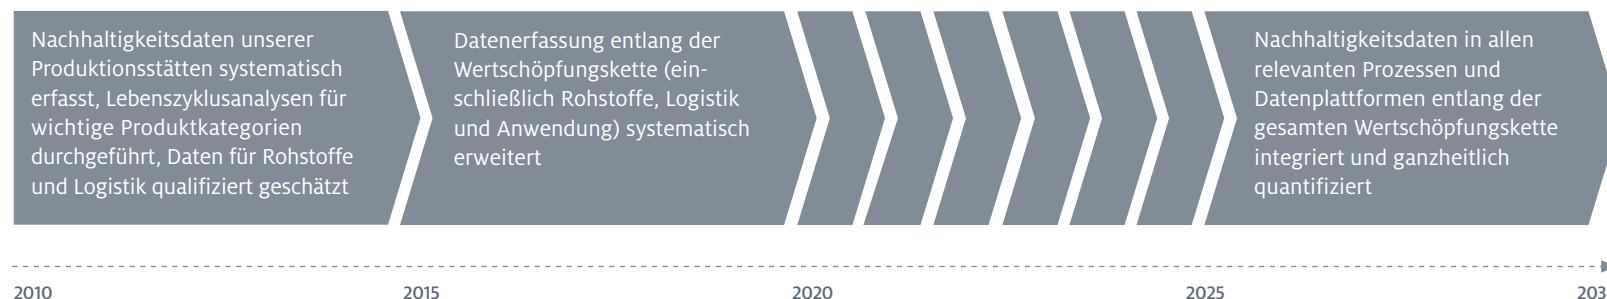 Nachhaltigkeitsdaten unserer
Produktionsstätten systematisch
erfasst, Lebenszyklusanalysen für
wichtige Produktkategorien
durchgeführt, Daten für Rohstoffe
und Logistik qualifiziert geschätzt
Datenerfassung entlang der
Wertschöpfungskette (ein-
schließlich Rohstoffe, Logistik
und Anwendung) systematisch
erweitert
Nachhaltigkeitsdaten in allen
relevanten Prozessen und
Datenplattformen entlang der
gesamten Wertschöpfungskette
integriert und ganzheitlich
quantifiziert
2010 2015 2020 2025 203